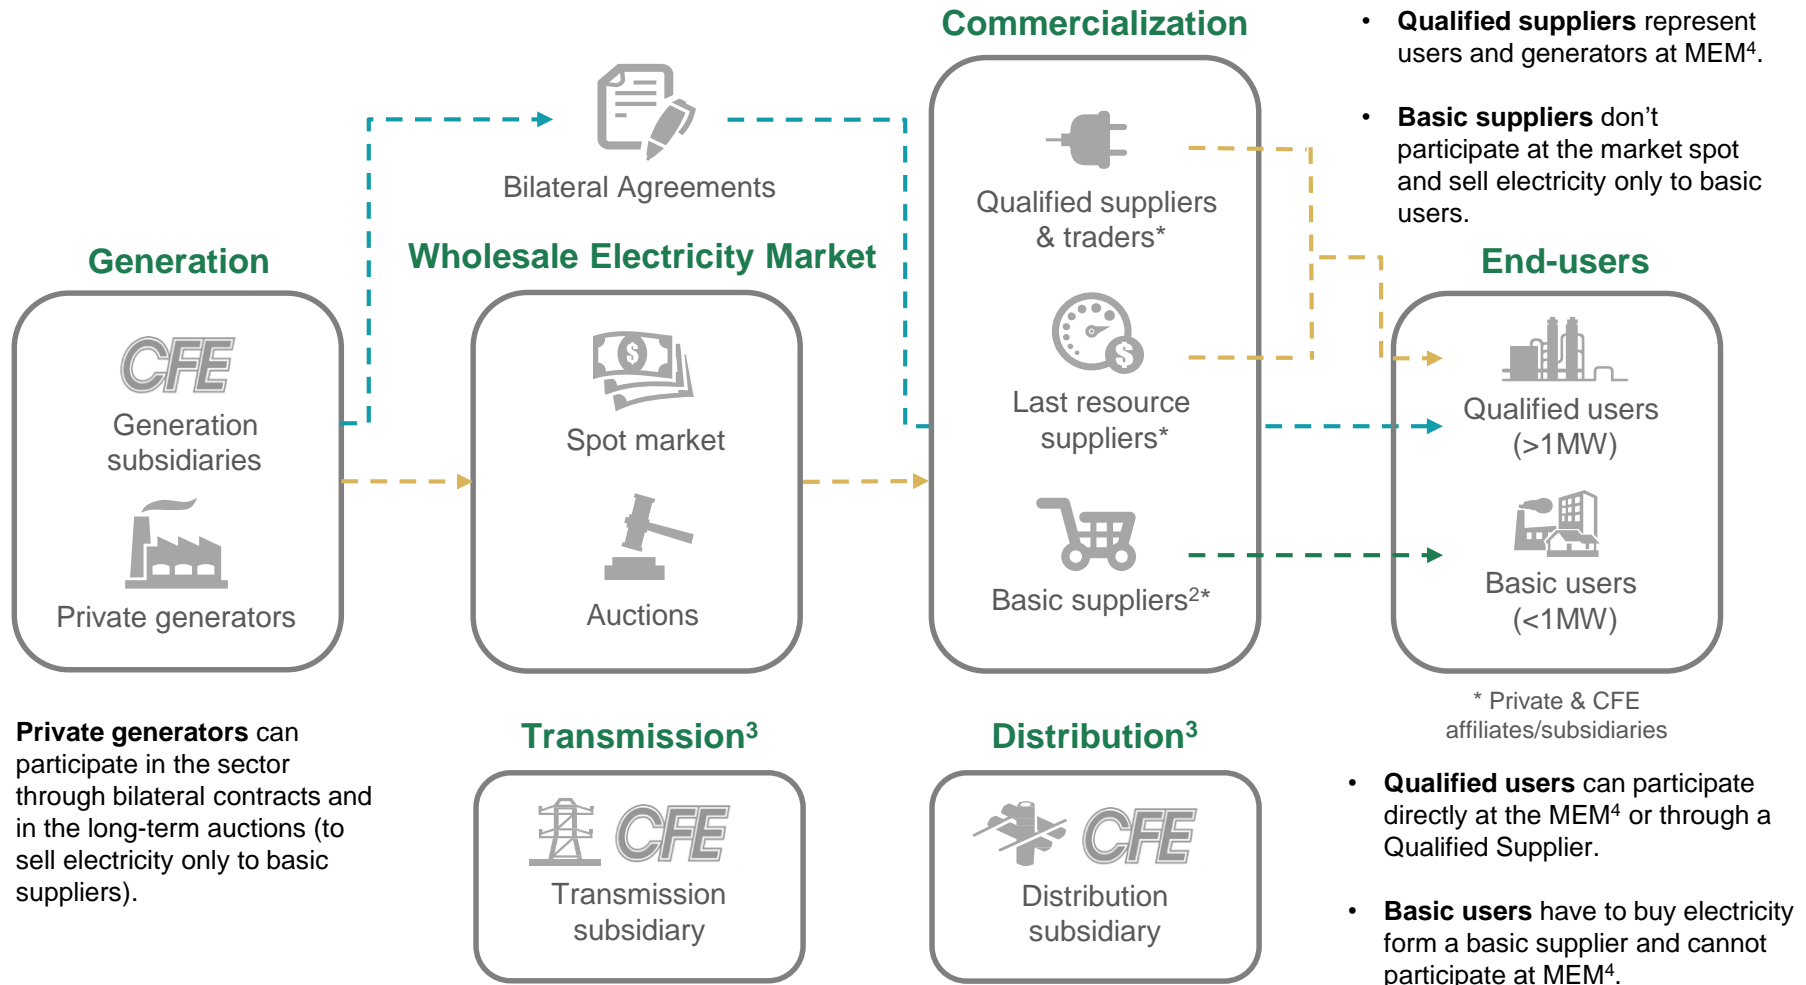 Commercialization
• Qualified suppliers represent
users and generators at MEM⁴.
• Basic suppliers don’t
participate at the market spot
and sell electricity only to basic
users.
Bilateral Agreements
Generation
CFE
Generation
subsidiaries
Private generators
Wholesale Electricity Market
$
Spot market
Auctions
Qualified suppliers
& traders*
$
Last resource
suppliers*
Basic suppliers²*
End-users
Qualified users
(>1MW)
Basic users
(<1MW)
* Private & CFE
affiliates/subsidiaries
Private generators can
participate in the sector
through bilateral contracts and
in the long-term auctions (to
sell electricity only to basic
suppliers).
Transmission³
CFE
Transmission
subsidiary
Distribution³
CFE
Distribution
subsidiary
• Qualified users can participate
directly at the MEM⁴ or through a
Qualified Supplier.
• Basic users have to buy electricity
form a basic supplier and cannot
participate at MEM⁴.